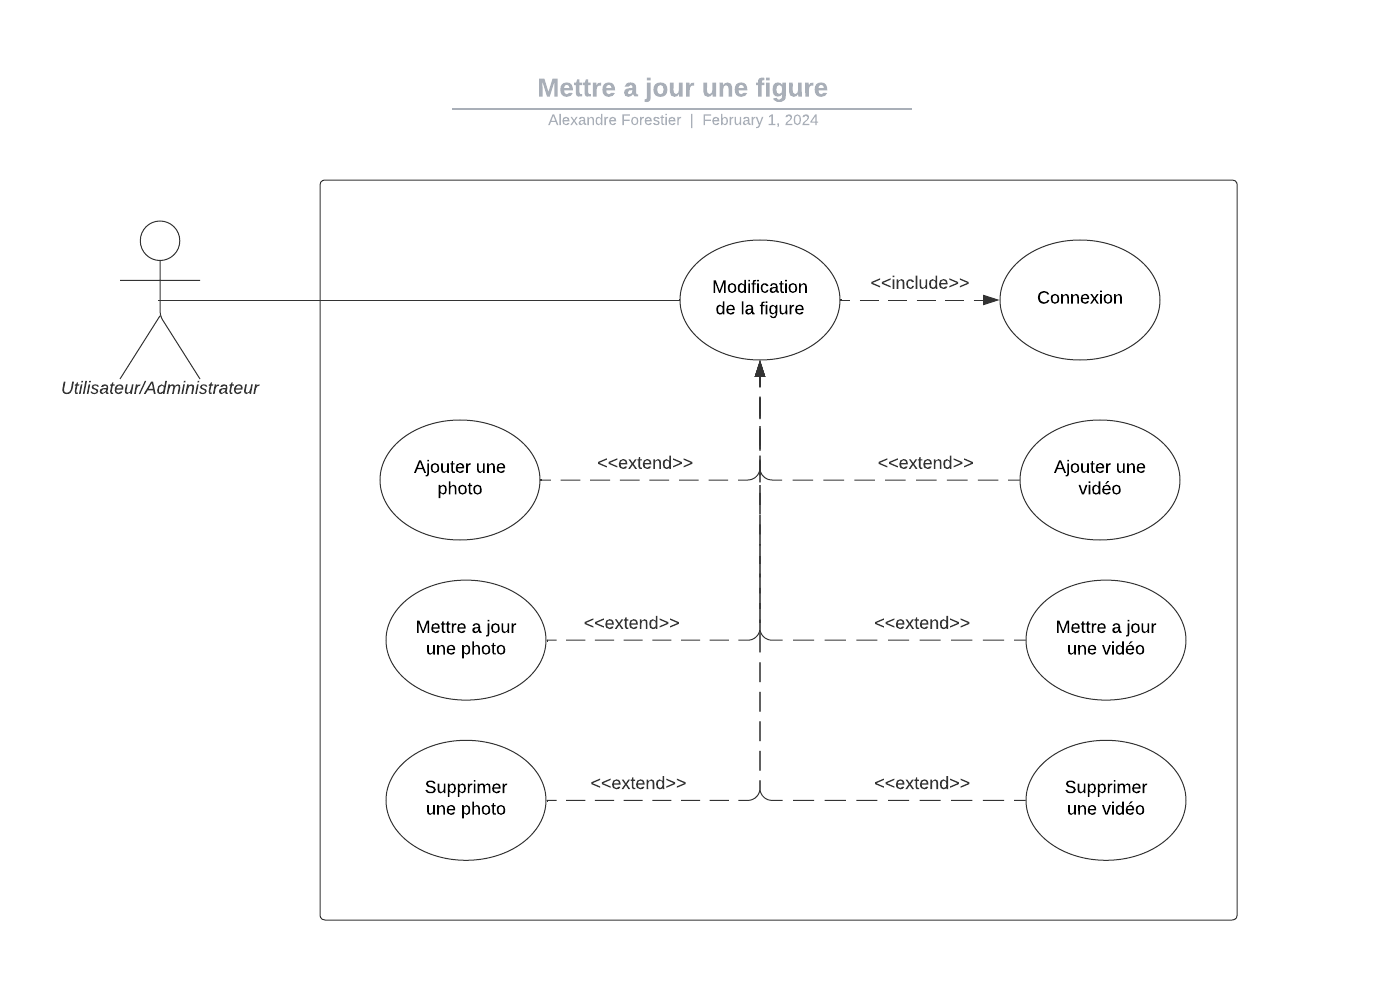 Mettre a jour une figure
Alexandre Forestier | February 1, 2024
Utilisateur/Administrateur
Modification
de la figure
<<include>>
Connexion
Ajouter une
photo
<<extend>>
<<extend>>
Ajouter une
vidéo
Mettre a jour
une photo
<<extend>>
<<extend>>
Mettre a jour
une vidéo
Supprimer
une photo
<<extend>>
<<extend>>
Supprimer
une vidéo